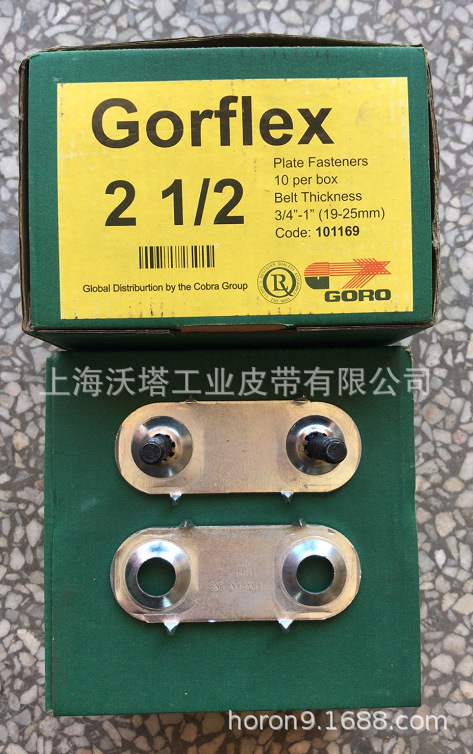 Gorflex
2 1/2
Plate Fasteners
10 per box
Belt Thickness
3/4"-1" (19-25mm)
Code: 101169
Global Distriburtion by the Cobra Group
R
GORO
上海沃塔工业皮带有限公司
horon9.1688.com